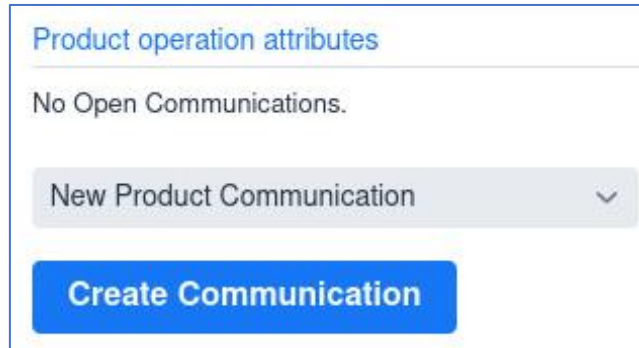 Product operation attributes
No Open Communications.
New Product Communication
Create Communication